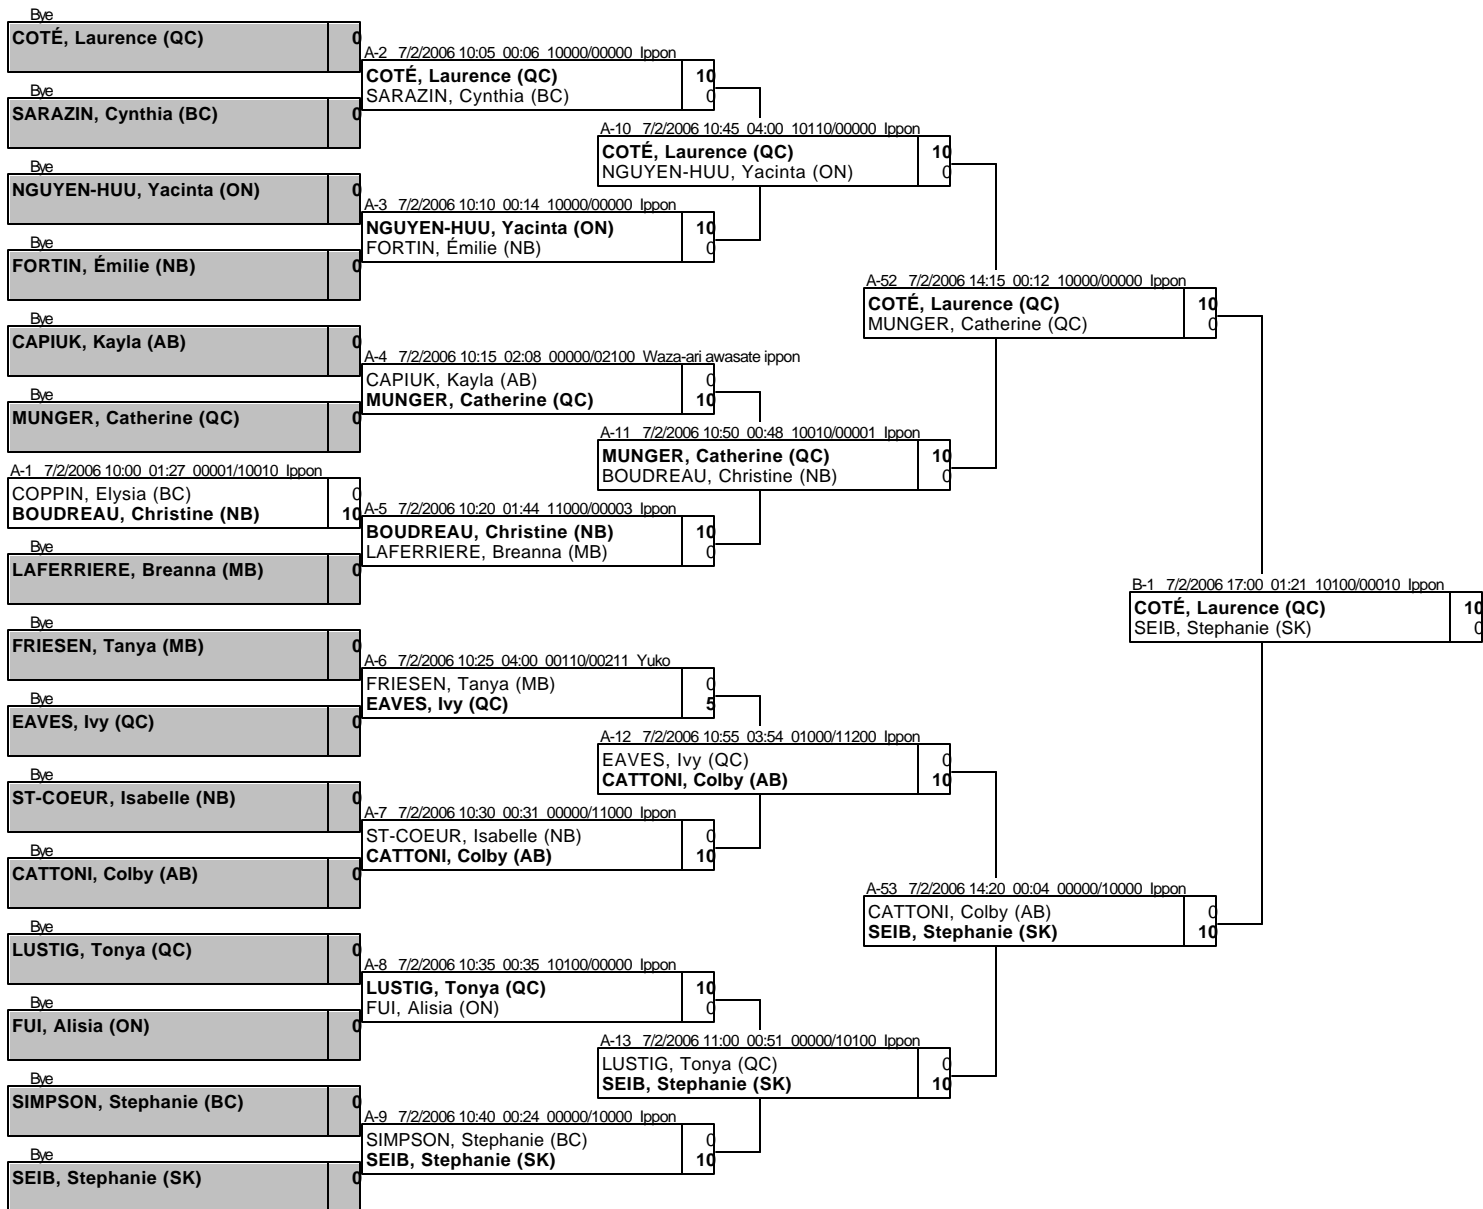 Bye
COTÉ, Laurence (QC) 0
Bye
SARAZIN, Cynthia (BC) 0
Bye
NGUYEN-HUU, Yacinta (ON) 0
Bye
FORTIN, Émilie (NB) 0
Bye
CAPIUK, Kayla (AB) 0
Bye
MUNGER, Catherine (QC) 0
A-1 7/2/2006 10:00 01:27 00001/10010 Ippon
COPPIN, Elysia (BC) 0
BOUDREAU, Christine (NB) 10
Bye
LAFERRIERE, Breanna (MB) 0
Bye
FRIESEN, Tanya (MB) 0
Bye
EAVES, Ivy (QC) 0
Bye
ST-COEUR, Isabelle (NB) 0
Bye
CATTONI, Colby (AB) 0
Bye
LUSTIG, Tonya (QC) 0
Bye
FUI, Alisia (ON) 0
Bye
SIMPSON, Stephanie (BC) 0
Bye
SEIB, Stephanie (SK) 0
A-2 7/2/2006 10:05 00:06 10000/00000 Ippon
COTÉ, Laurence (QC) 10
SARAZIN, Cynthia (BC) 0
A-3 7/2/2006 10:10 00:14 10000/00000 Ippon
NGUYEN-HUU, Yacinta (ON) 10
FORTIN, Émilie (NB) 0
A-4 7/2/2006 10:15 02:08 00000/02100 Waza-ari awasate ippon
CAPIUK, Kayla (AB) 0
MUNGER, Catherine (QC) 10
A-5 7/2/2006 10:20 01:44 11000/00003 Ippon
BOUDREAU, Christine (NB) 10
LAFERRIERE, Breanna (MB) 0
A-6 7/2/2006 10:25 04:00 00110/00211 Yuko
FRIESEN, Tanya (MB) 0
EAVES, Ivy (QC) 5
A-7 7/2/2006 10:30 00:31 00000/11000 Ippon
ST-COEUR, Isabelle (NB) 0
CATTONI, Colby (AB) 10
A-8 7/2/2006 10:35 00:35 10100/00000 Ippon
LUSTIG, Tonya (QC) 10
FUI, Alisia (ON) 0
A-9 7/2/2006 10:40 00:24 00000/10000 Ippon
SIMPSON, Stephanie (BC) 0
SEIB, Stephanie (SK) 10
A-10 7/2/2006 10:45 04:00 10110/00000 Ippon
COTÉ, Laurence (QC) 10
NGUYEN-HUU, Yacinta (ON) 0
A-11 7/2/2006 10:50 00:48 10010/00001 Ippon
MUNGER, Catherine (QC) 10
BOUDREAU, Christine (NB) 0
A-12 7/2/2006 10:55 03:54 01000/11200 Ippon
EAVES, Ivy (QC) 0
CATTONI, Colby (AB) 10
A-13 7/2/2006 11:00 00:51 00000/10100 Ippon
LUSTIG, Tonya (QC) 0
SEIB, Stephanie (SK) 10
A-52 7/2/2006 14:15 00:12 10000/00000 Ippon
COTÉ, Laurence (QC) 10
MUNGER, Catherine (QC) 0
A-53 7/2/2006 14:20 00:04 00000/10000 Ippon
CATTONI, Colby (AB) 0
SEIB, Stephanie (SK) 10
B-1 7/2/2006 17:00 01:21 10100/00010 Ippon
COTÉ, Laurence (QC) 10
SEIB, Stephanie (SK) 0